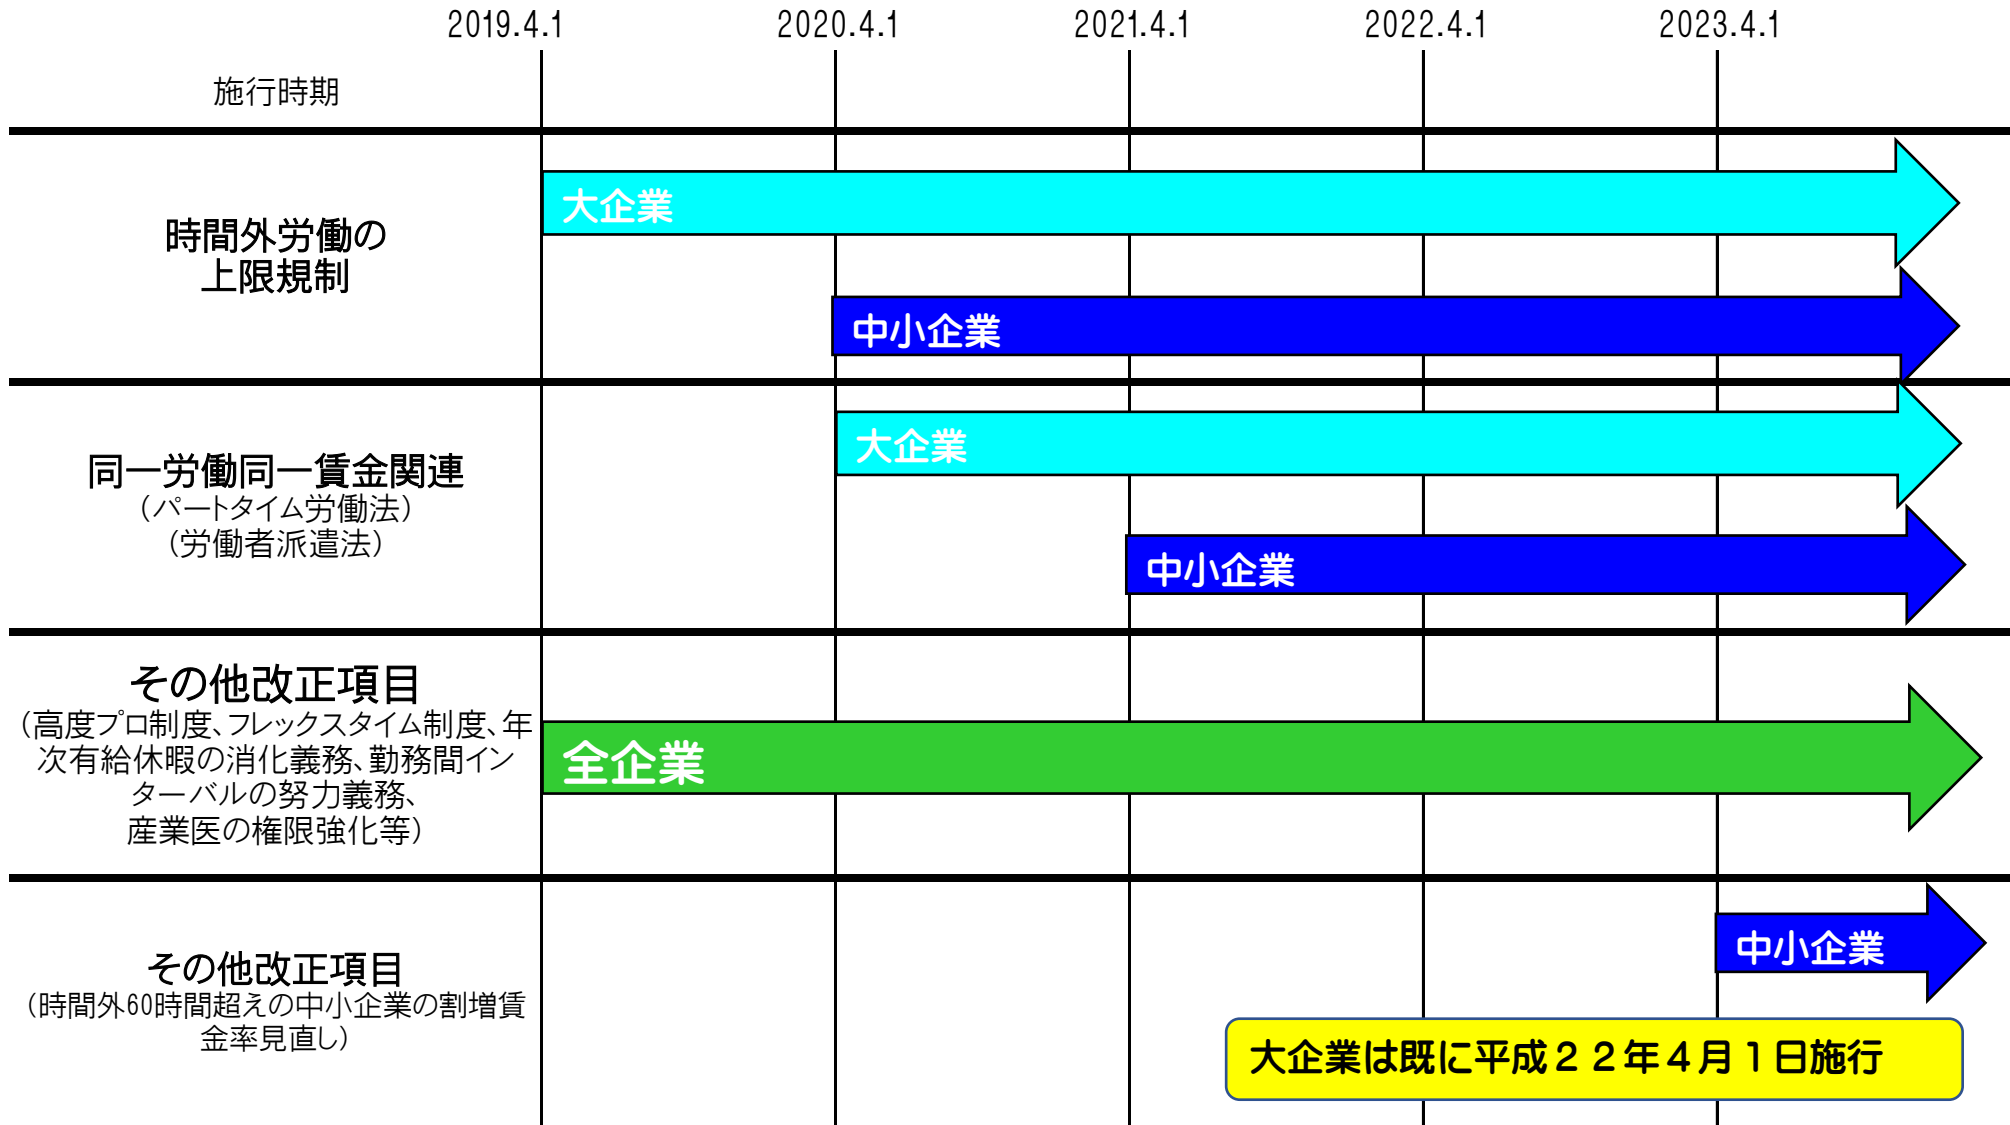 2019.4.1 2020.4.1 2021.4.1 2022.4.1 2023.4.1
施行時期
時間外労働の
上限規制
大企業
中小企業
同一労働同一賃金関連
（パートタイム労働法）
（労働者派遣法）
大企業
中小企業
その他改正項目
（高度プロ制度、フレックスタイム制度、年
次有給休暇の消化義務、勤務間イン
ターバルの努力義務、
産業医の権限強化等）
全企業
その他改正項目
（時間外60時間超えの中小企業の割増賃
金率見直し）
中小企業
大企業は既に平成２２年４月１日施行